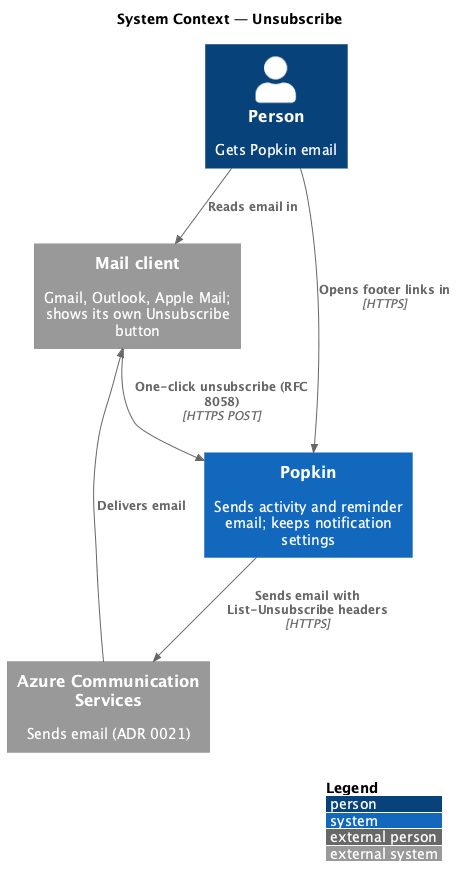 System Context — Unsubscribe
Person
Gets Popkin email
Reads email in
Mail client
Gmail, Outlook, Apple Mail;
shows its own Unsubscribe
button
Opens footer links in
[HTTPS]
One-click unsubscribe (RFC
8058)
[HTTPS POST]
Popkin
Sends activity and reminder
email; keeps notification
settings
Delivers email
Sends email with
List-Unsubscribe headers
[HTTPS]
Azure Communication
Services
Sends email (ADR 0021)
Legend
person
system
external person
external system